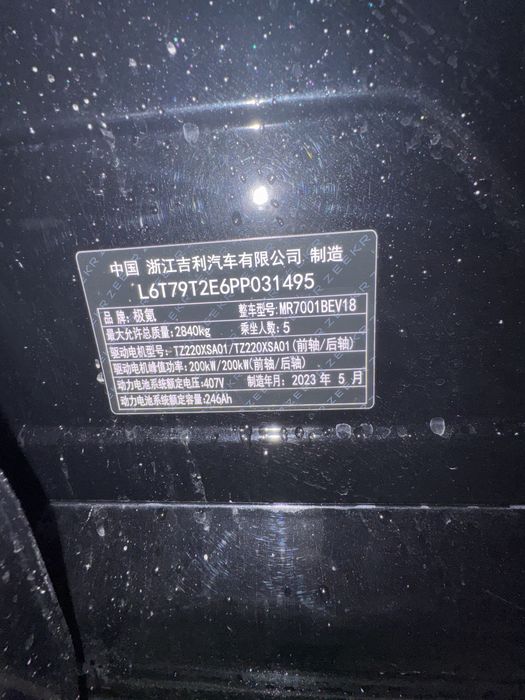 中国 浙江吉利汽车有限公司 制造
L6T79T2E6PP031495
品牌:极氪 整车型号:MR7001BEV18
最大允许总质量:2840kg 乘坐人数:5
驱动电机型号:TZ220XSA01/TZ220XSA01(前轴/后轴)
驱动电机峰值功率:200kW/200kW(前轴/后轴)
动力电池系统额定电压:407V 制造年月:2023 年 5 月
动力电池系统额定容量:246Ah